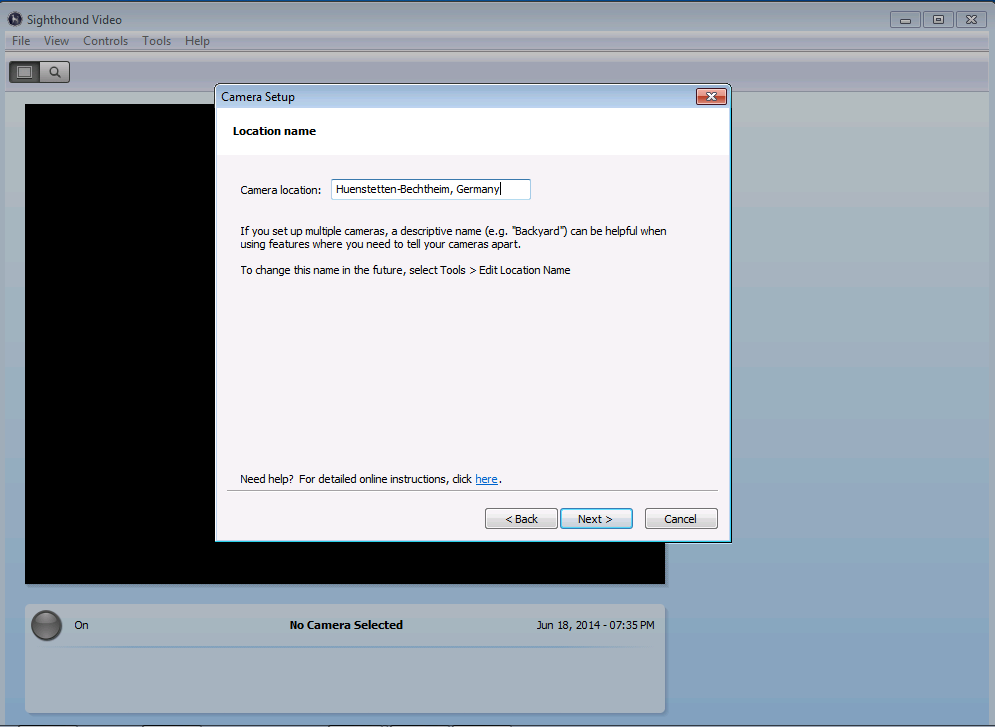 Sighthound Video
File View Controls Tools Help
Camera Setup
Location name
Camera location: Huenstetten-Bechtheim, Germany
If you set up multiple cameras, a descriptive name (e.g. "Backyard") can be helpful when
using features where you need to tell your cameras apart.
To change this name in the future, select Tools > Edit Location Name
Need help? For detailed online instructions, click here.
< Back Next > Cancel
On No Camera Selected Jun 18, 2014 - 07:35 PM